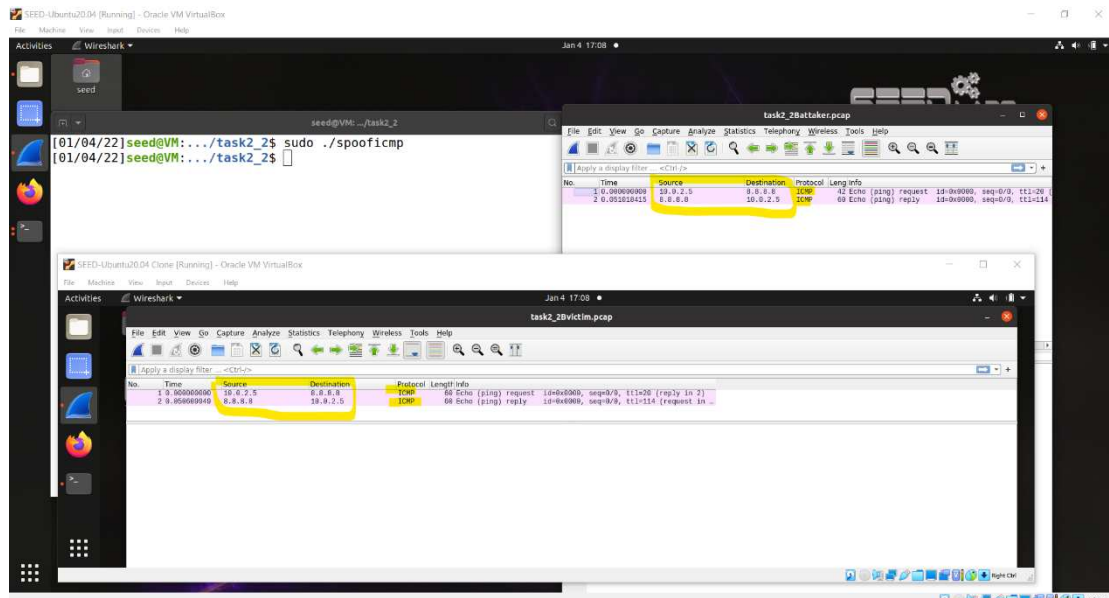 SEED-Ubuntu20.04 [Running] - Oracle VM VirtualBox
File Machine View Input Devices Help
Activities Wireshark Jan 4 17:08
seed
seed@VM: .../task2_2
[01/04/22]seed@VM:.../task2_2$ sudo ./spooficmp
[01/04/22]seed@VM:.../task2_2$
task2_2Battaker.pcap
File Edit View Go Capture Analyze Statistics Telephony Wireless Tools Help
Apply a display filter ... <Ctrl-/>
No. Time Source Destination Protocol Leng Info
1 0.000000000 10.0.2.5 8.8.8.8 ICMP 42 Echo (ping) request id=0x0000, seq=0/0, ttl=20 (
2 0.051018415 8.8.8.8 10.0.2.5 ICMP 60 Echo (ping) reply id=0x0000, seq=0/0, ttl=114
SEED-Ubuntu20.04 Clone [Running] - Oracle VM VirtualBox
File Machine View Input Devices Help
Activities Wireshark Jan 4 17:08
task2_2Bvictim.pcap
File Edit View Go Capture Analyze Statistics Telephony Wireless Tools Help
Apply a display filter ... <Ctrl-/>
No. Time Source Destination Protocol Length Info
1 0.000000000 10.0.2.5 8.8.8.8 ICMP 60 Echo (ping) request id=0x0000, seq=0/0, ttl=20 (reply in 2)
2 8.8.8.8 10.0.2.5 ICMP 60 Echo (ping) reply id=0x0000, seq=0/0, ttl=114 (request in ...
Right Ctrl